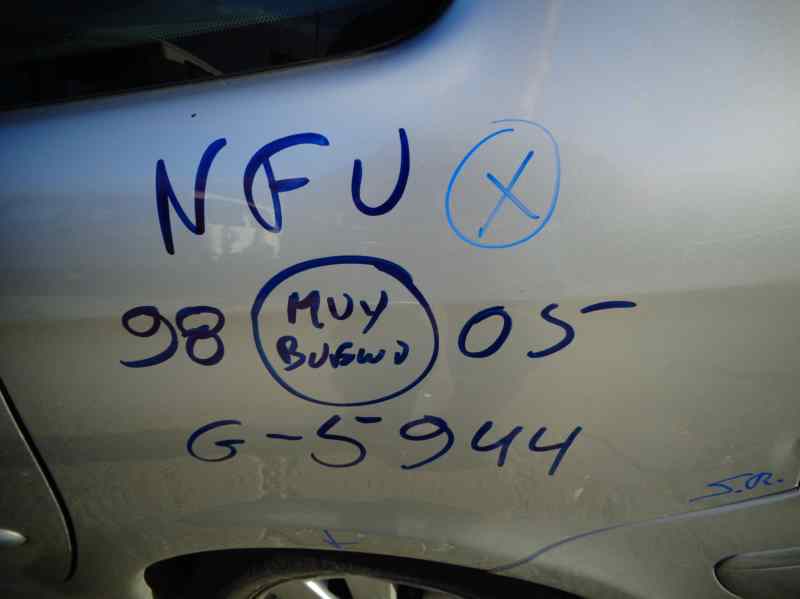 NFU X
98 MUY BUENO 05
G-5944
S.R.